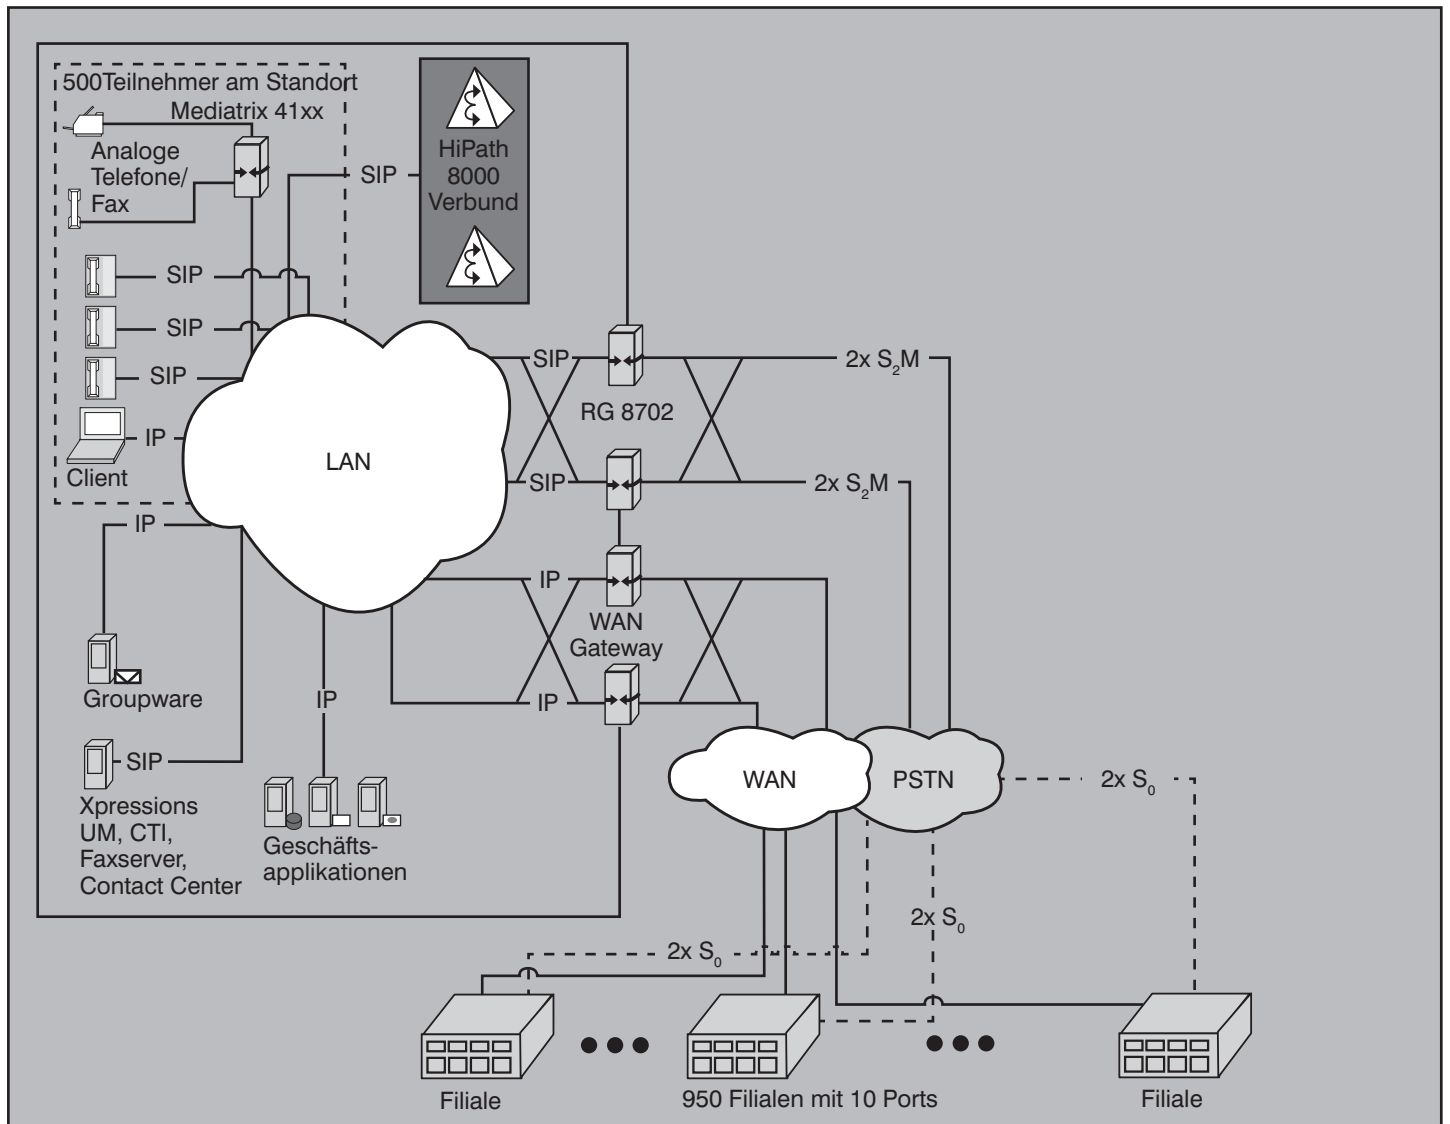 500Teilnehmer am Standort
Mediatrix 41xx
Analoge
Telefone/
Fax
SIP
HiPath
8000
Verbund
SIP
SIP
SIP
IP
Client
LAN
SIP
RG 8702
2x S₂M
SIP
2x S₂M
IP
Groupware
SIP
Xpressions
UM, CTI,
Faxserver,
Contact Center
IP
Geschäfts-
applikationen
IP
WAN
Gateway
IP
WAN
PSTN
2x S₀
2x S₀
2x S₀
Filiale
950 Filialen mit 10 Ports
Filiale